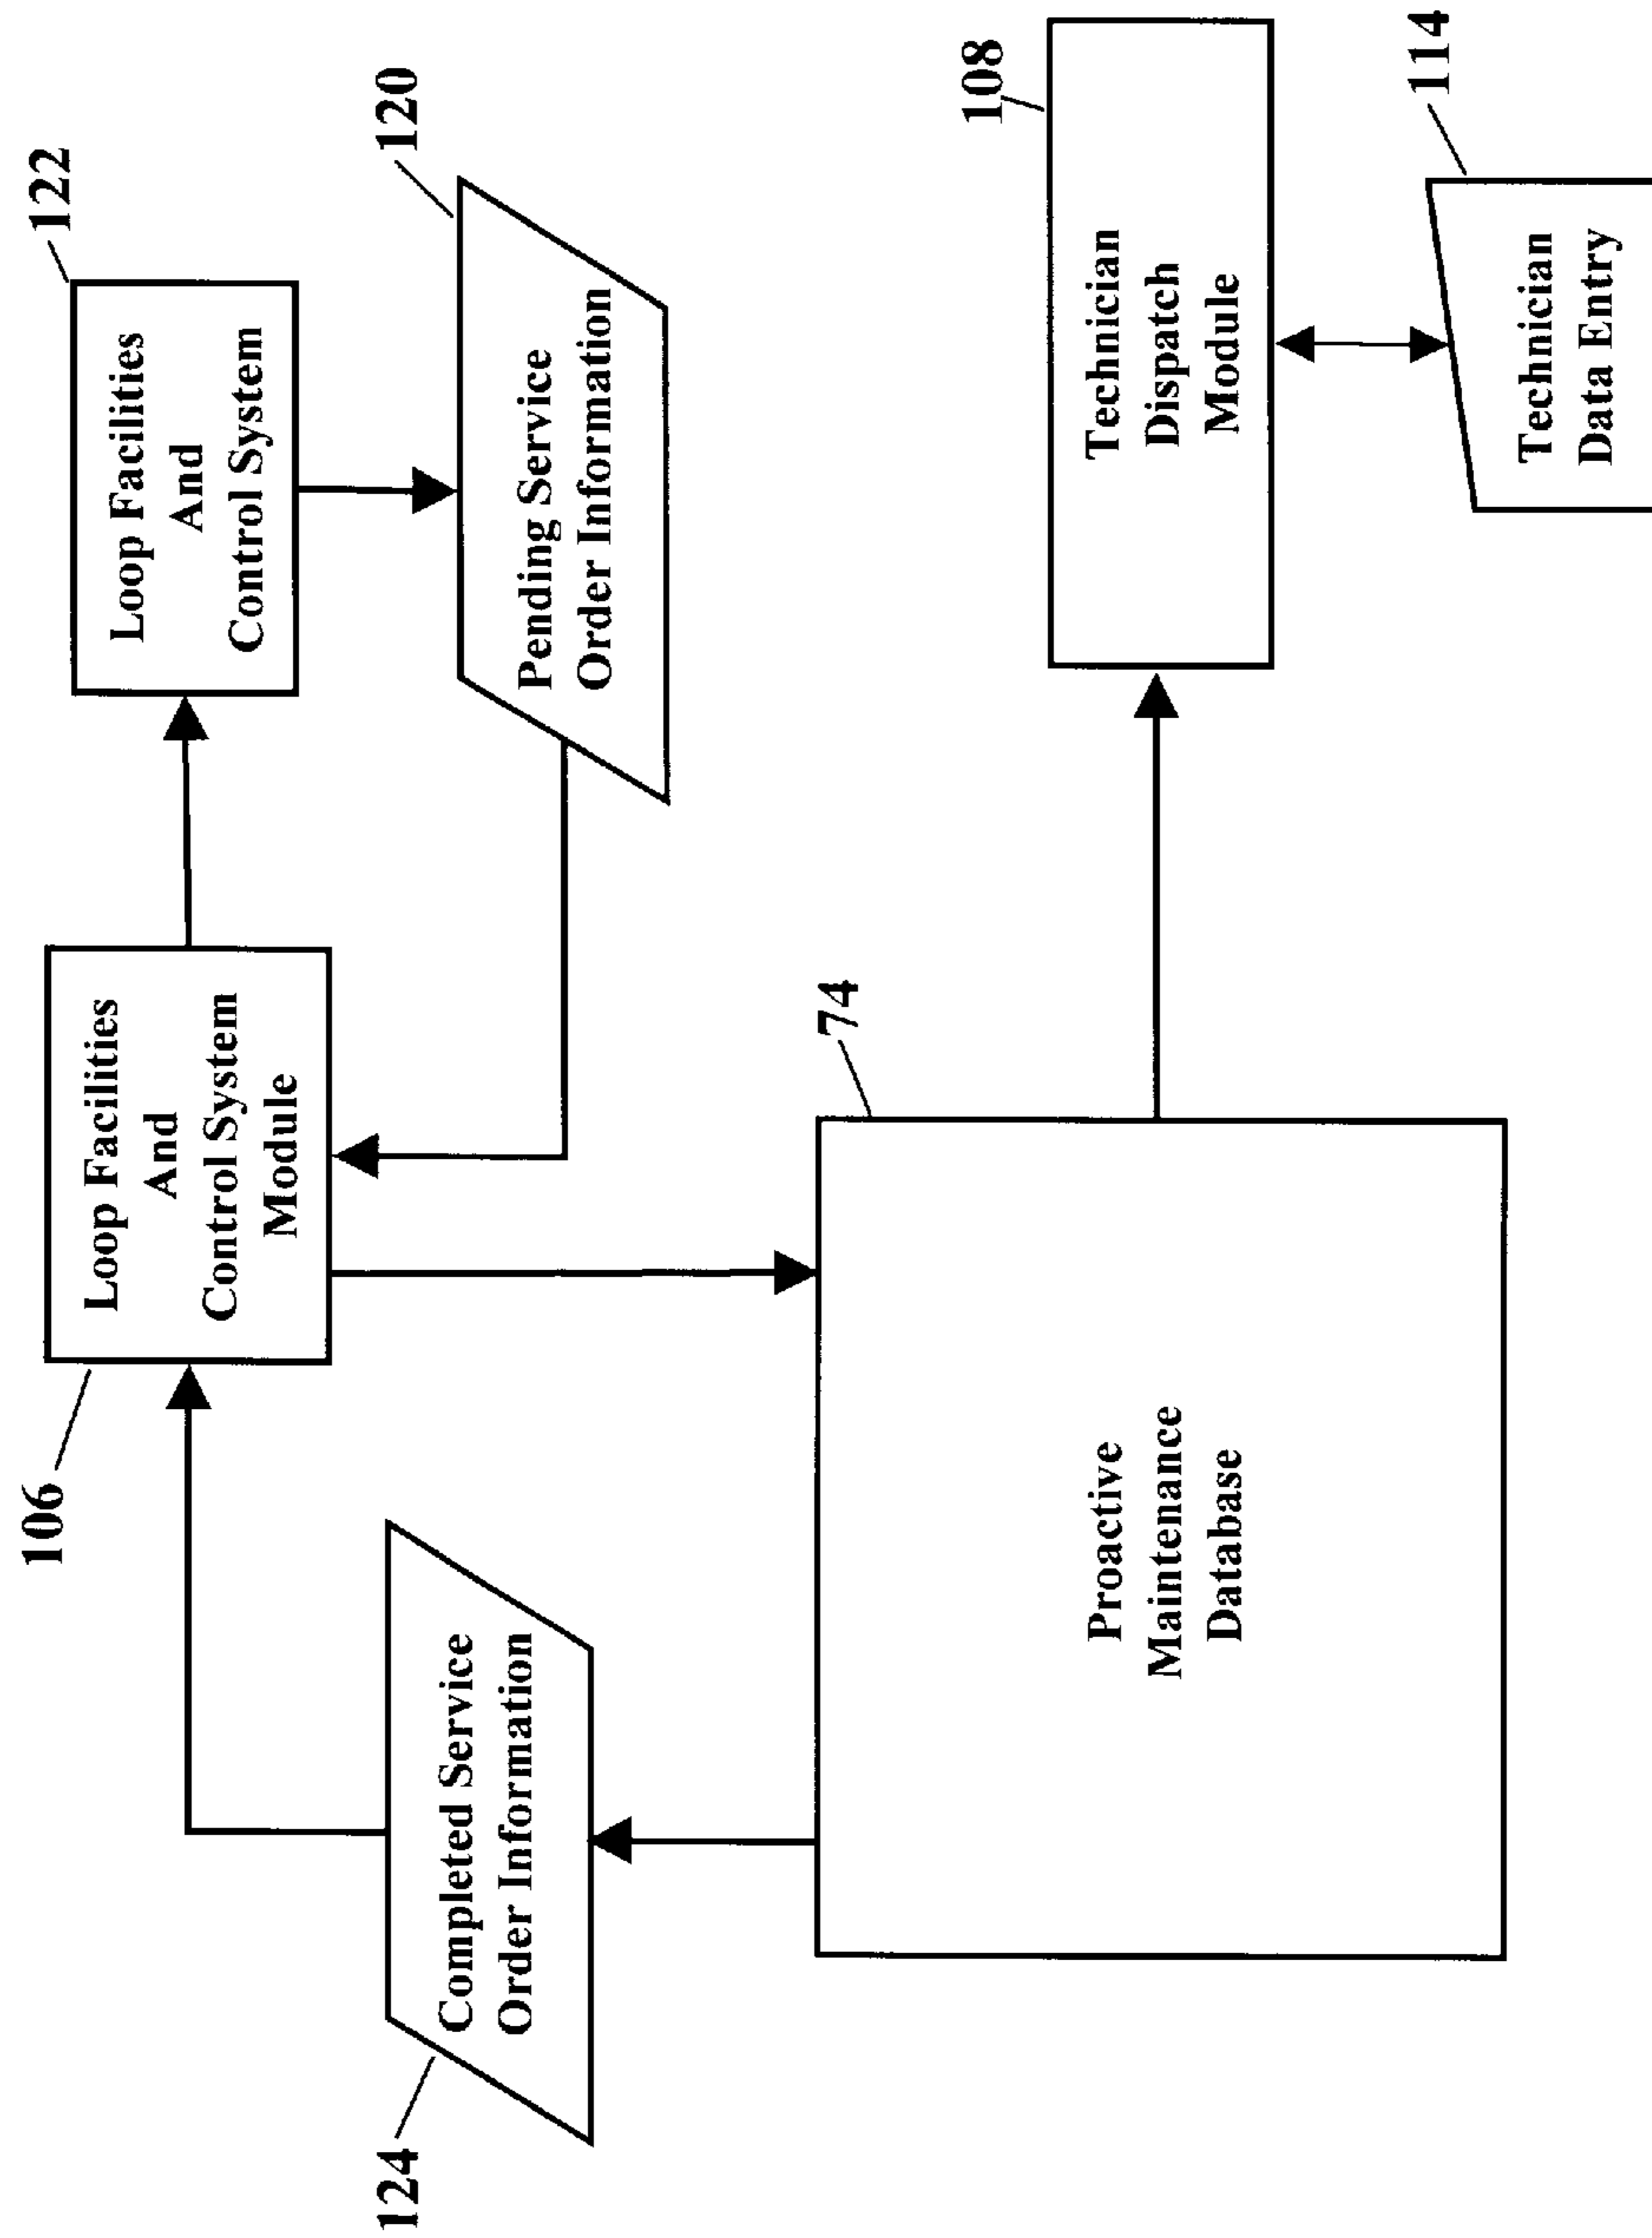 106
Loop Facilities
And
Control System
Module
122
Loop Facilities
And
Control System
124
Completed Service
Order Information
120
Pending Service
Order Information
74
Proactive
Maintenance
Database
108
Technician
Dispatch
Module
114
Technician
Data Entry